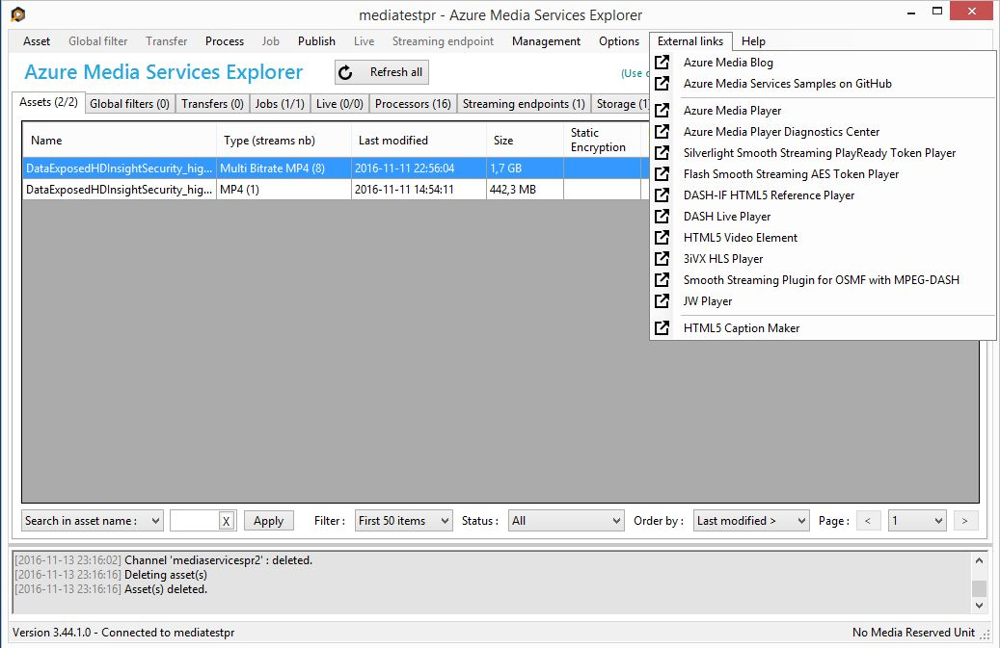 mediatestpr - Azure Media Services Explorer
Asset Global filter Transfer Process Job Publish Live Streaming endpoint Management Options External links Help
Azure Media Services Explorer
Refresh all
(Use
Assets (2/2) Global filters (0) Transfers (0) Jobs (1/1) Live (0/0) Processors (16) Streaming endpoints (1) Storage (1
Name Type (streams nb) Last modified Size Static Encryption
DataExposedHDInsightSecurity_hig... Multi Bitrate MP4 (8) 2016-11-11 22:56:04 1,7 GB
DataExposedHDInsightSecurity_hig... MP4 (1) 2016-11-11 14:54:11 442,3 MB
Azure Media Blog
Azure Media Services Samples on GitHub
Azure Media Player
Azure Media Player Diagnostics Center
Silverlight Smooth Streaming PlayReady Token Player
Flash Smooth Streaming AES Token Player
DASH-IF HTML5 Reference Player
DASH Live Player
HTML5 Video Element
3iVX HLS Player
Smooth Streaming Plugin for OSMF with MPEG-DASH
JW Player
HTML5 Caption Maker
Search in asset name : X Apply Filter : First 50 items Status : All Order by : Last modified > Page : < 1 >
[2016-11-13 23:16:02] Channel 'mediaservicespr2' : deleted.
[2016-11-13 23:16:16] Deleting asset(s)
[2016-11-13 23:16:16] Asset(s) deleted.
Version 3.44.1.0 - Connected to mediatestpr No Media Reserved Unit